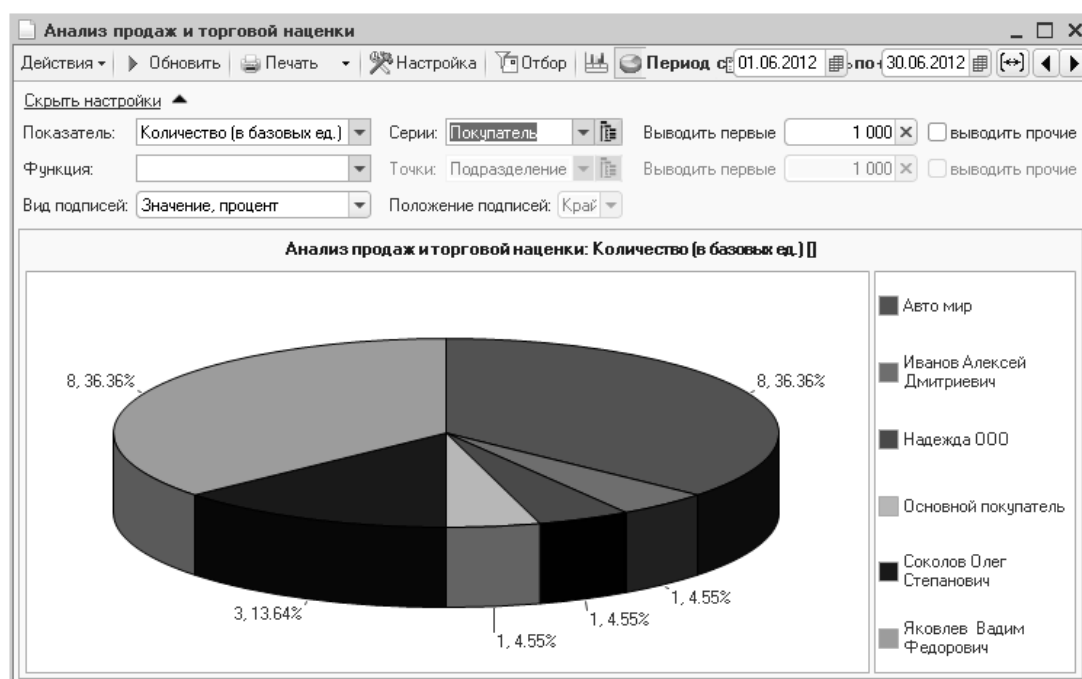 Анализ продаж и торговой наценки
Действия Обновить Печать Настройка Отбор Период с 01.06.2012 по 30.06.2012
Скрыть настройки
Показатель: Количество (в базовых ед.) Серии: Покупатель Выводить первые 1 000 выводить прочие
Функция: Точки: Подразделение Выводить первые 1 000 выводить прочие
Вид подписей: Значение, процент Положение подписей: Край
Анализ продаж и торговой наценки: Количество (в базовых ед.) []
8, 36.36%
8, 36.36%
3, 13.64%
1, 4.55%
1, 4.55%
1, 4.55%
Авто мир
Иванов Алексей
Дмитриевич
Надежда ООО
Основной покупатель
Соколов Олег
Степанович
Яковлев Вадим
Федорович